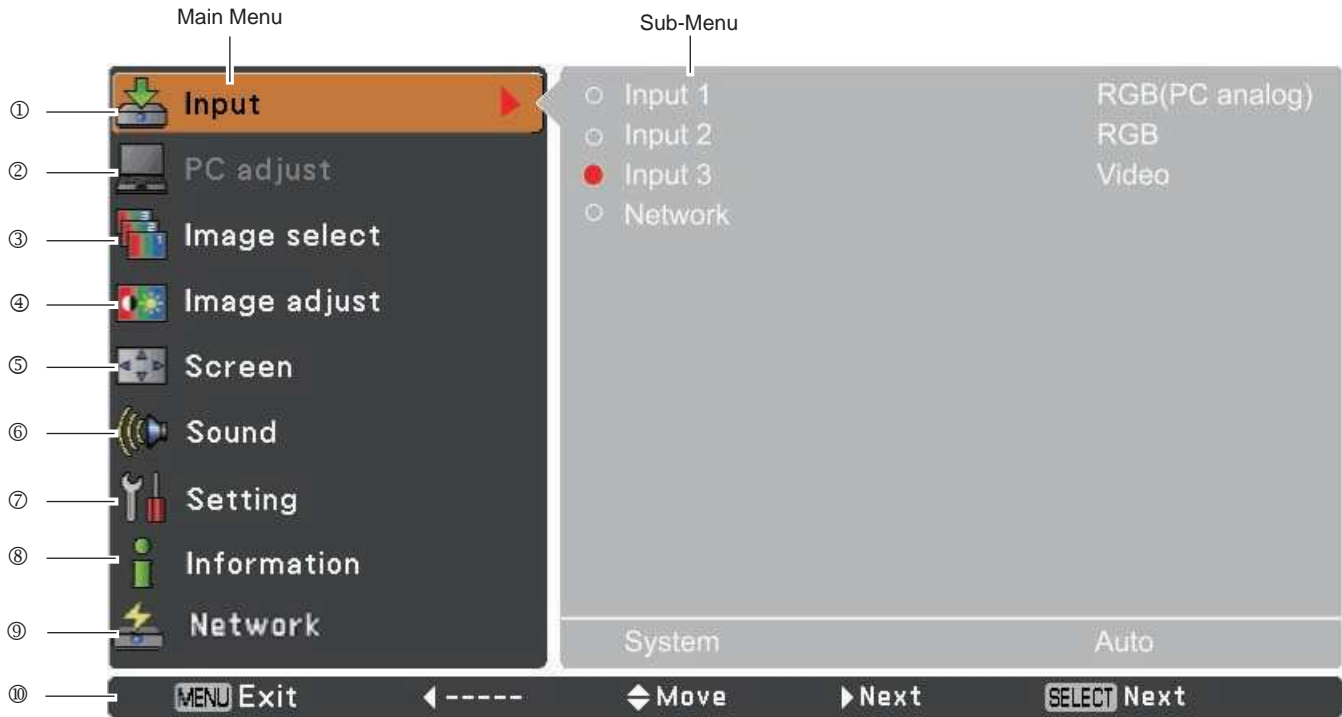 Main Menu
Sub-Menu
① Input
② PC adjust
③ Image select
④ Image adjust
⑤ Screen
⑥ Sound
⑦ Setting
⑧ Information
⑨ Network
Input 1 RGB(PC analog)
Input 2 RGB
Input 3 Video
Network
System Auto
⑩ MENU Exit ◀----- Move ▶Next SELECT Next